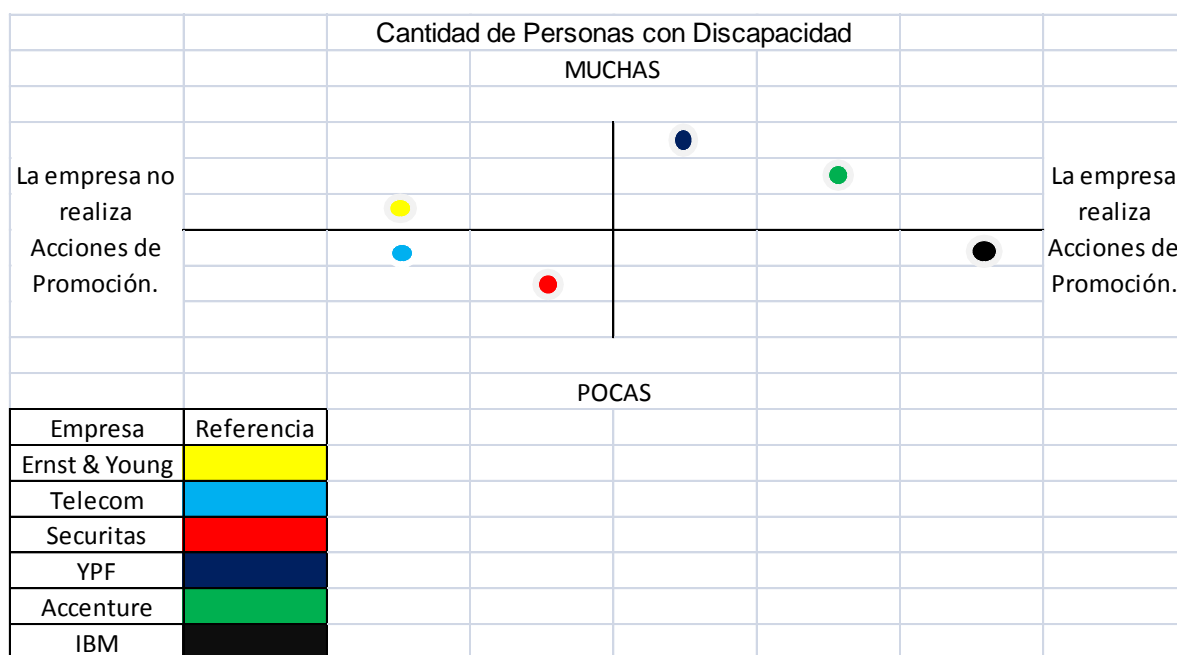 Cantidad de Personas con Discapacidad
MUCHAS
La empresa no
realiza
Acciones de
Promoción.
La empresa
realiza
Acciones de
Promoción.
POCAS
Empresa Referencia
Ernst & Young
Telecom
Securitas
YPF
Accenture
IBM